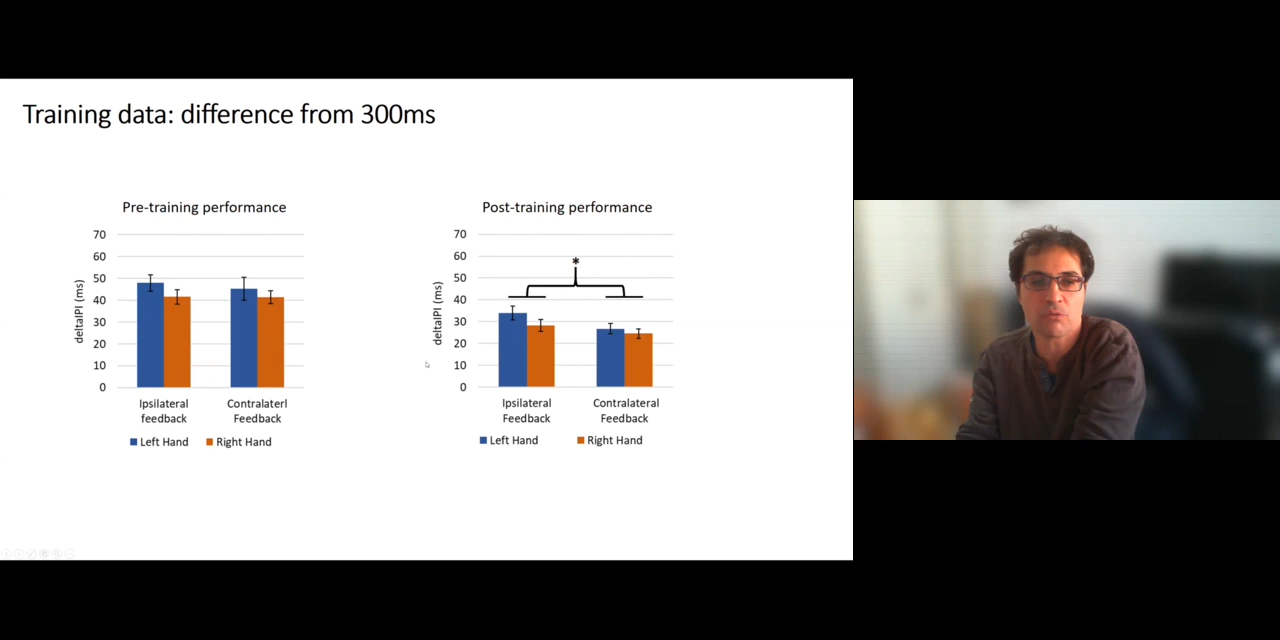 Training data: difference from 300ms
Pre-training performance
70
60
50
40
30
20
10
0
deltaIPI (ms)
Ipsilateral
feedback
Contralaterl
Feedback
Left Hand
Right Hand
Post-training performance
70
60
50
40
30
20
10
0
deltaIPI (ms)
*
Ipsilateral
Feedback
Contralateral
Feedback
Left Hand
Right Hand